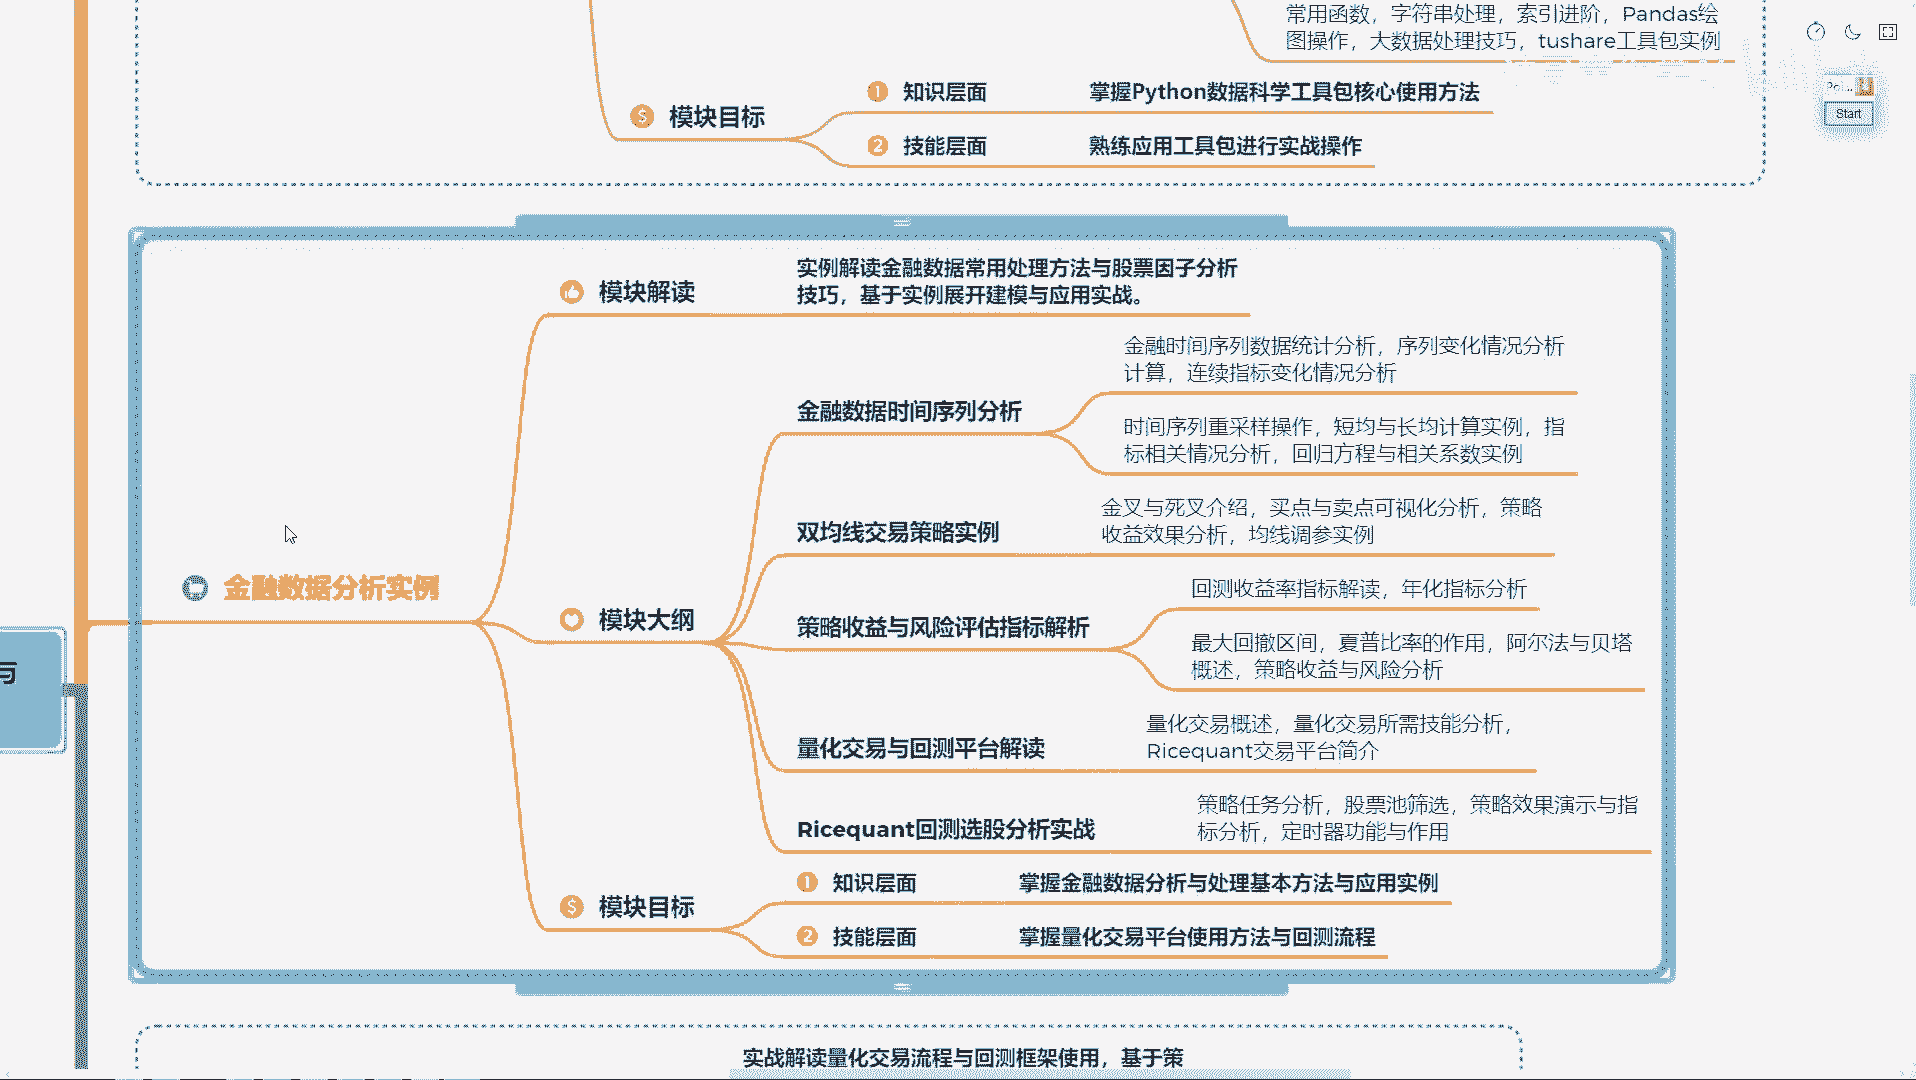 常用函数，字符串处理，索引进阶，Pandas绘
图操作，大数据处理技巧，tushare工具包实例
Start
模块目标
1 知识层面 掌握Python数据科学工具包核心使用方法
2 技能层面 熟练应用工具包进行实战操作
模块解读
实例解读金融数据常用处理方法与股票因子分析
技巧，基于实例展开建模与应用实战。
金融时间序列数据统计分析，序列变化情况分析
计算，连续指标变化情况分析
金融数据时间序列分析
时间序列重采样操作，短均与长均计算实例，指
标相关情况分析，回归方程与相关系数实例
金叉与死叉介绍，买点与卖点可视化分析，策略
收益效果分析，均线调参实例
双均线交易策略实例
金融数据分析实例
模块大纲
回测收益率指标解读，年化指标分析
策略收益与风险评估指标解析
最大回撤区间，夏普比率的作用，阿尔法与贝塔
概述，策略收益与风险分析
与
量化交易概述，量化交易所需技能分析，
Ricequant交易平台简介
量化交易与回测平台解读
策略任务分析，股票池筛选，策略效果演示与指
标分析，定时器功能与作用
Ricequant回测选股分析实战
模块目标
1 知识层面 掌握金融数据分析与处理基本方法与应用实例
2 技能层面 掌握量化交易平台使用方法与回测流程
实战解读量化交易流程与回测框架使用，基于策